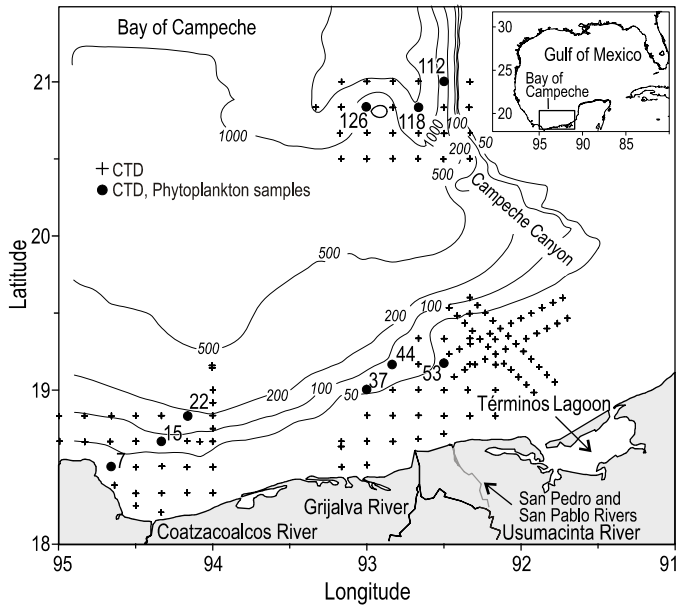 Bay of Campeche
112
126
118
1000
1000
100
200
50
500
+ CTD
● CTD, Phytoplankton samples
Campeche Canyon
500
200
100
500
44
53
37
50
200
100
22
50
15
7
Términos Lagoon
San Pedro and
San Pablo Rivers
Grijalva River
Usumacinta River
Coatzacoalcos River
Latitude
21
20
19
18
95
94
93
92
91
Longitude
Gulf of Mexico
Bay of
Campeche
30
25
20
95
90
85